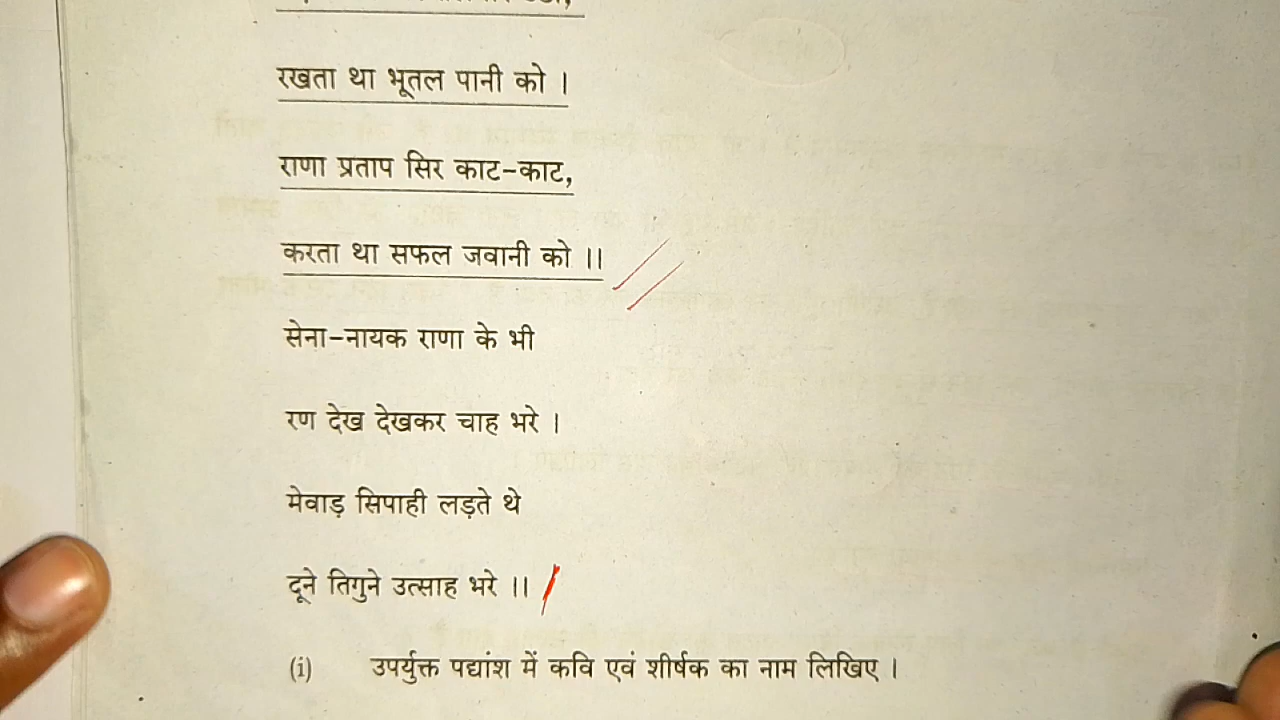 रखता था भूतल पानी को ।
राणा प्रताप सिर काट-काट,
करता था सफल जवानी को ।।
सेना-नायक राणा के भी
रण देख देखकर चाह भरे ।
मेवाड़ सिपाही लड़ते थे
दूने तिगुने उत्साह भरे ।।
(i) उपर्युक्त पद्यांश में कवि एवं शीर्षक का नाम लिखिए ।